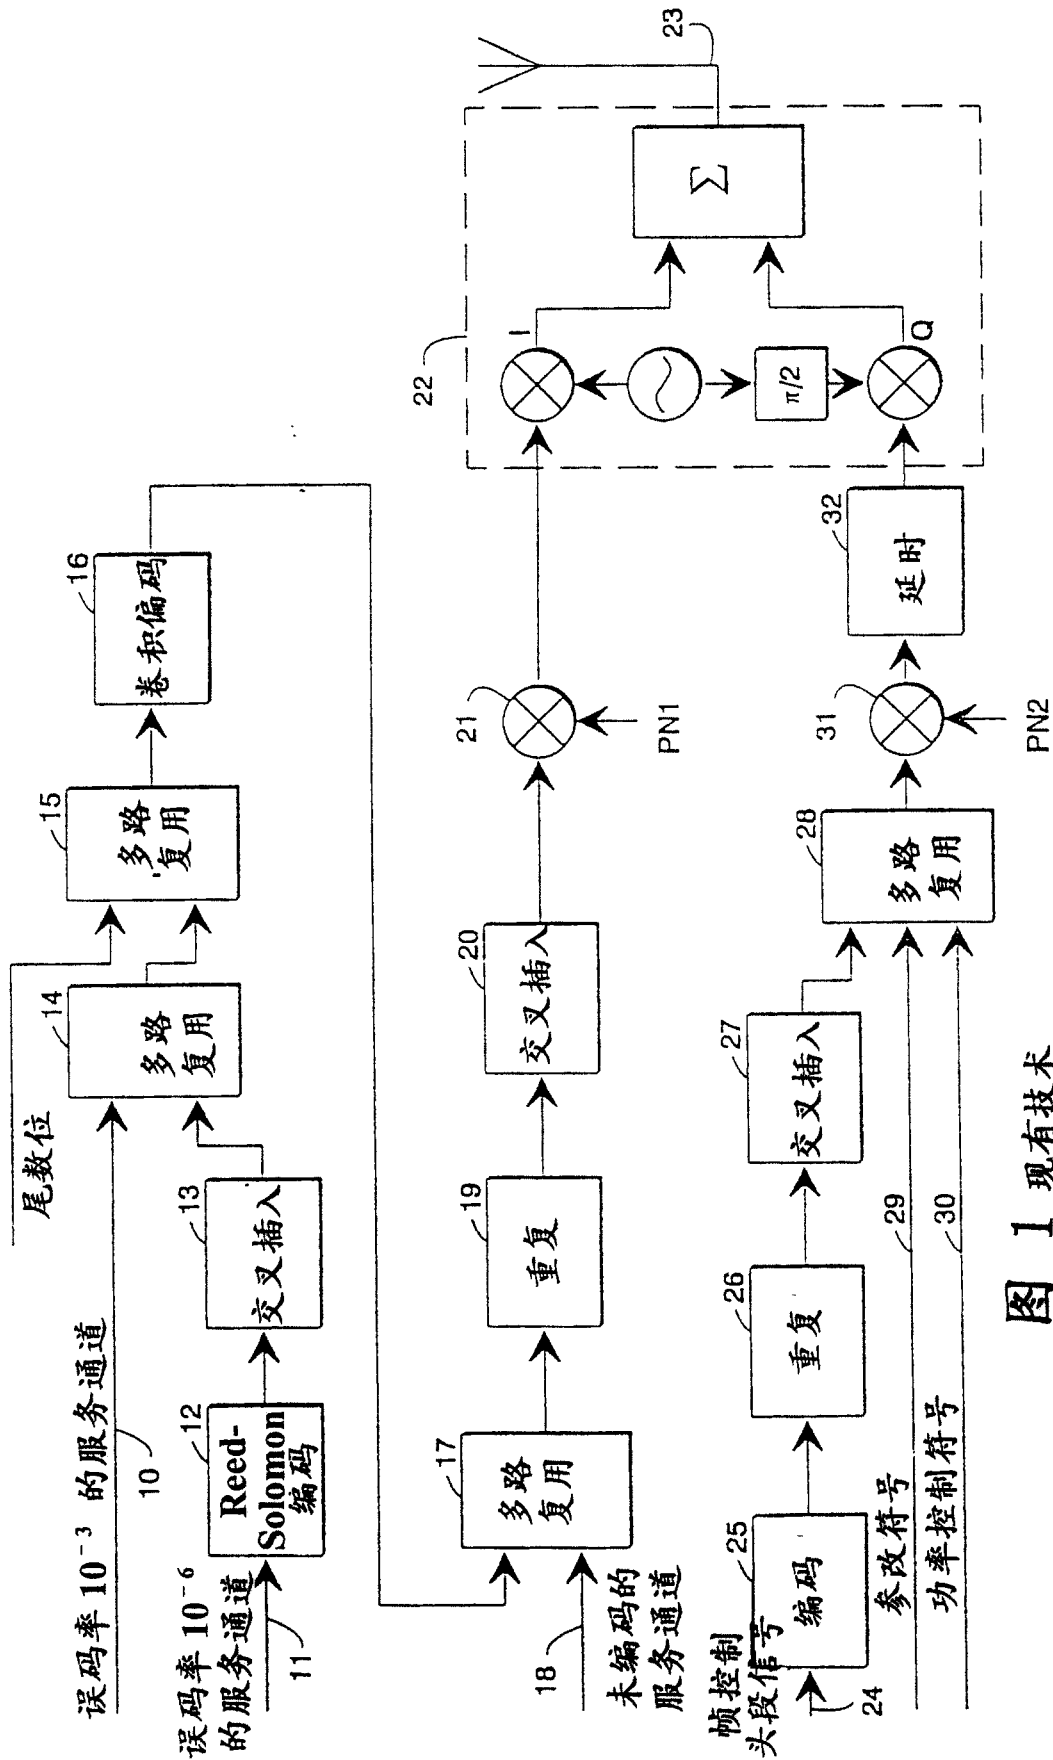 尾数位
误码率 10⁻³ 的服务通道
10
误码率 10⁻⁶
的服务通道
11
12
Reed-
Solomon
编码
13
交叉插入
14
多路
复用
15
多路
复用
16
卷积偏码
17
多路
复用
18
未编码的
服务通道
19
重复
20
交叉插入
21
PN1
22
I
π/2
Q
Σ
23
帧控制
头段信号
24
25
编码
26
重复
27
交叉插入
28
多路
复用
参改符号
29
功率控制符号
30
31
PN2
32
延时
图 1 现有技术